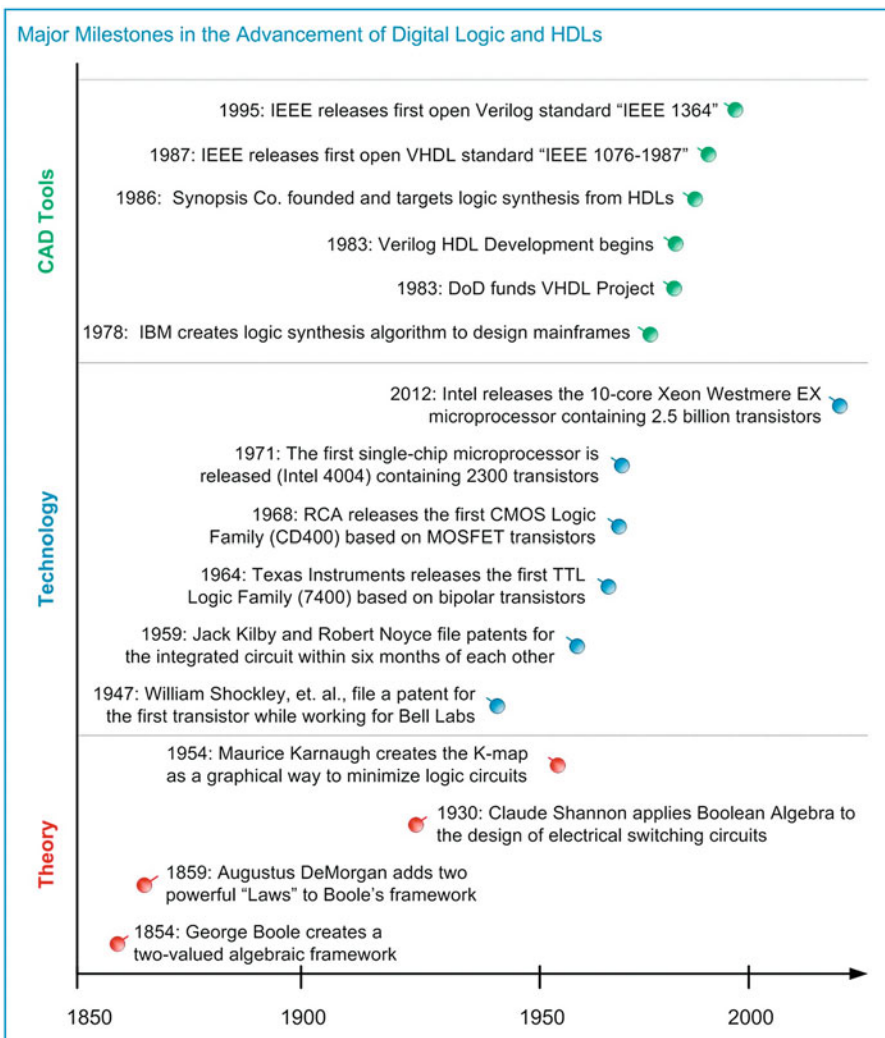 Major Milestones in the Advancement of Digital Logic and HDLs
CAD Tools
1995: IEEE releases first open Verilog standard “IEEE 1364”
1987: IEEE releases first open VHDL standard “IEEE 1076-1987”
1986:  Synopsis Co. founded and targets logic synthesis from HDLs
1983: Verilog HDL Development begins
1983: DoD funds VHDL Project
1978:  IBM creates logic synthesis algorithm to design mainframes
Technology
2012: Intel releases the 10-core Xeon Westmere EX
microprocessor containing 2.5 billion transistors
1971: The first single-chip microprocessor is
released (Intel 4004) containing 2300 transistors
1968: RCA releases the first CMOS Logic
Family (CD400) based on MOSFET transistors
1964: Texas Instruments releases the first TTL
Logic Family (7400) based on bipolar transistors
1959: Jack Kilby and Robert Noyce file patents for
the integrated circuit within six months of each other
1947: William Shockley, et. al., file a patent for
the first transistor while working for Bell Labs
Theory
1954: Maurice Karnaugh creates the K-map
as a graphical way to minimize logic circuits
1930: Claude Shannon applies Boolean Algebra to
the design of electrical switching circuits
1859: Augustus DeMorgan adds two
powerful “Laws” to Boole’s framework
1854: George Boole creates a
two-valued algebraic framework
1850
1900
1950
2000